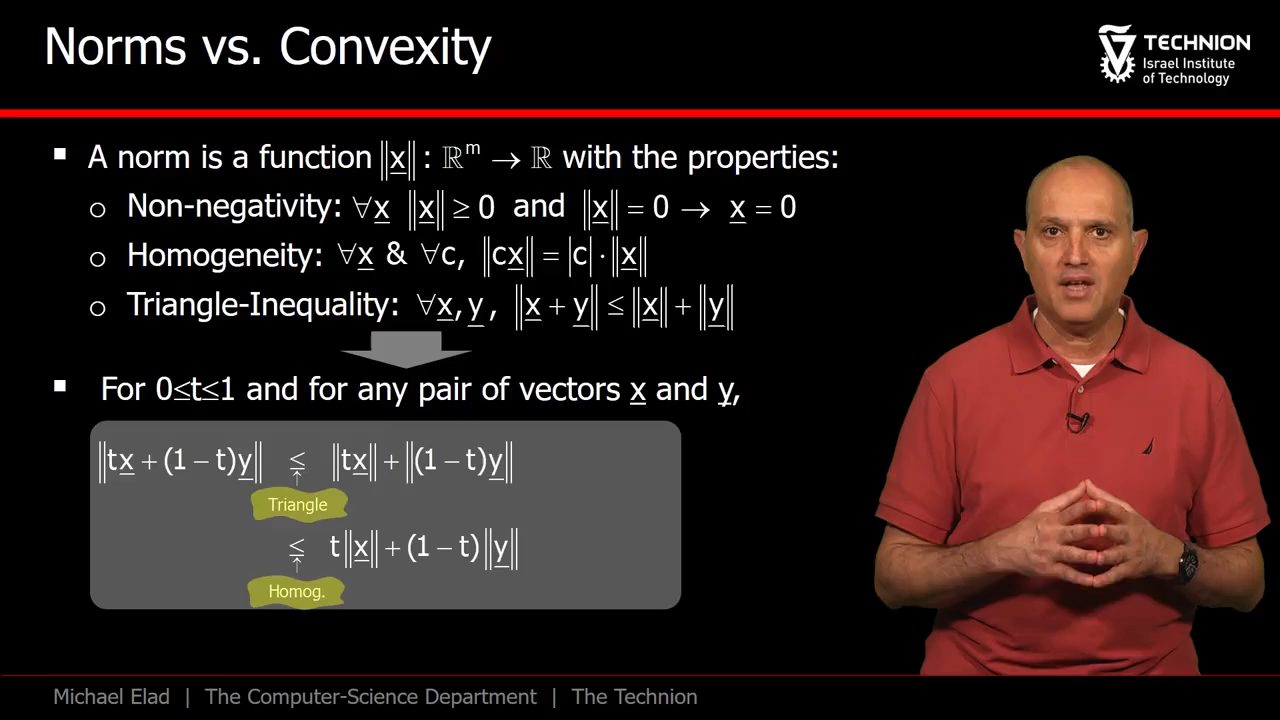 Norms vs. Convexity
TECHNION
Israel Institute
of Technology
▪ A norm is a function ‖x̲‖ : ℝᵐ → ℝ with the properties:
o Non-negativity: ∀x̲ ‖x̲‖ ≥ 0 and ‖x̲‖ = 0 → x̲ = 0
o Homogeneity: ∀x̲ & ∀c, ‖cx̲‖ = |c| · ‖x̲‖
o Triangle-Inequality: ∀x̲, y̲, ‖x̲ + y̲‖ ≤ ‖x̲‖ + ‖y̲‖
▪ For 0≤t≤1 and for any pair of vectors x̲ and y̲,
‖tx̲ + (1 − t)y̲‖ ≤ ‖tx̲‖ + ‖(1 − t)y̲‖
Triangle
≤ t‖x̲‖ + (1 − t)‖y̲‖
Homog.
Michael Elad | The Computer-Science Department | The Technion